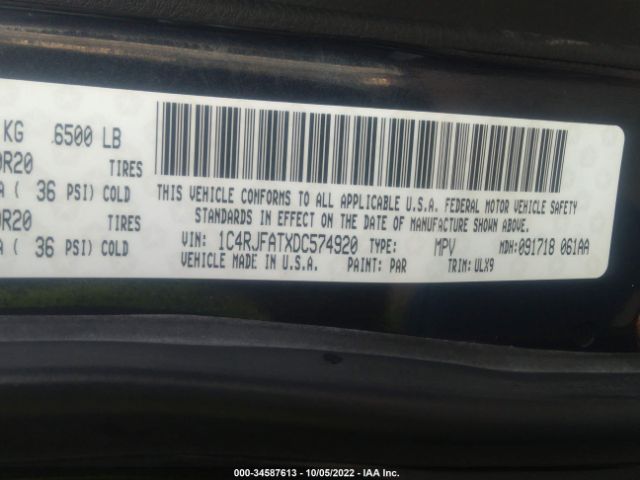 KG 6500 LB
R20 TIRES
( 36 PSI) COLD
R20 TIRES
( 36 PSI) COLD
THIS VEHICLE CONFORMS TO ALL APPLICABLE U.S.A. FEDERAL MOTOR VEHICLE SAFETY
STANDARDS IN EFFECT ON THE DATE OF MANUFACTURE SHOWN ABOVE.
VIN: 1C4RJFATXDC574920 TYPE: MPV MDH: 091718 061AA
VEHICLE MADE IN U.S.A. PAINT: PAR TRIM: ULX9
000-34587613 - 10/05/2022 - IAA Inc.